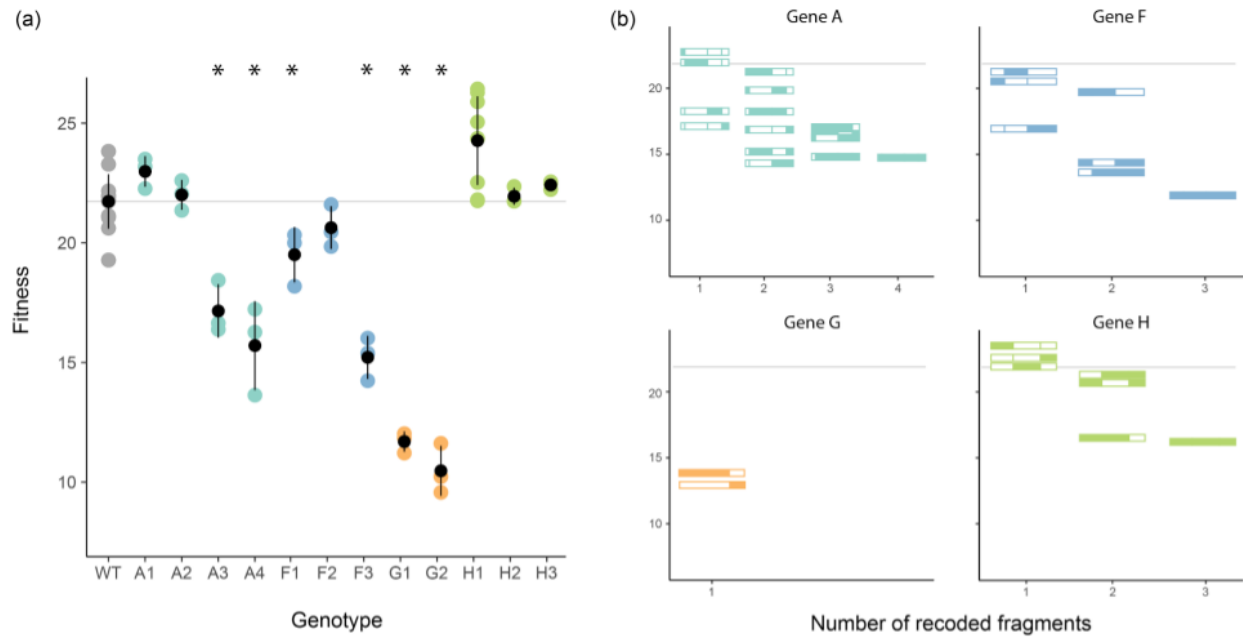 (a)
* * * * * *
25
20
15
10
Fitness
WT A1 A2 A3 A4 F1 F2 F3 G1 G2 H1 H2 H3
Genotype
(b)
Gene A
20
15
10
1 2 3 4
Gene F
1 2 3
Gene G
20
15
10
1
Gene H
1 2 3
Number of recoded fragments